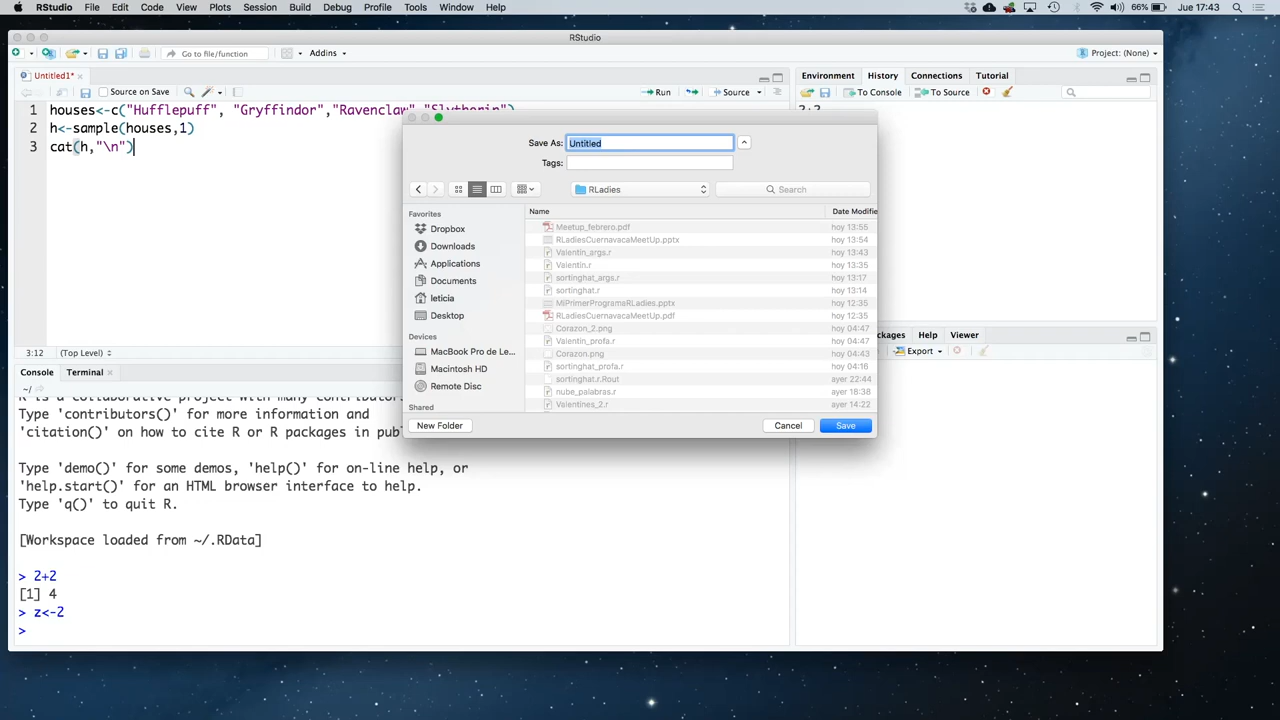 RStudio File Edit Code View Plots Session Build Debug Profile Tools Window Help 66% Jue 17:43
RStudio
Go to file/function Addins Project: (None)
Untitled1*
Source on Save Run Source
1 houses<-c("Hufflepuff", "Gryffindor","Ravenclaw","Slytherin")
2 h<-sample(houses,1)
3 cat(h,"\n")
3:12 (Top Level)
Console Terminal
~/
Type 'contributors()' for more information and
'citation()' on how to cite R or R packages in
Type 'demo()' for some demos, 'help()' for on-line help, or
'help.start()' for an HTML browser interface to help.
Type 'q()' to quit R.
[Workspace loaded from ~/.RData]
> 2+2
[1] 4
> z<-2
>
Environment History Connections Tutorial
To Console To Source
2+2
Help Viewer
Export
Save As: Untitled
Tags:
RLadies Search
Favorites
Dropbox
Downloads
Applications
Documents
leticia
Desktop
Devices
MacBook Pro de Le...
Macintosh HD
Remote Disc
Shared
Name Date Modifie
Meetup_febrero.pdf hoy 13:55
RLadiesCuernavacaMeetUp.pptx hoy 13:54
Valentin_args.r hoy 13:43
Valentin.r hoy 13:35
sortinghat_args.r hoy 13:17
sortinghat.r hoy 13:14
MiPrimerProgramaRLadies.pptx hoy 12:35
RLadiesCuernavacaMeetUp.pdf hoy 12:35
Corazon_2.png hoy 04:47
Valentin_profa.r hoy 04:47
Corazon.png hoy 04:43
sortinghat_profa.r hoy 04:16
sortinghat.r.Rout ayer 22:44
nube_palabras.r ayer 18:38
Valentines_2.r ayer 14:22
New Folder Cancel Save